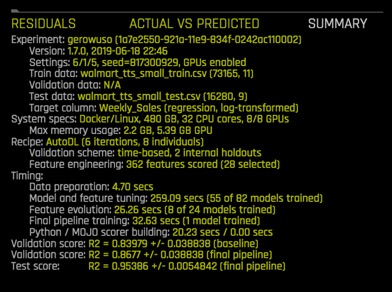 RESIDUALS ACTUAL VS PREDICTED SUMMARY
Experiment: gerowuso (1a7e2550-921a-11e9-834f-0242ac110002)
Version: 1.7.0, 2019-06-18 22:46
Settings: 6/1/5, seed=817300929, GPUs enabled
Train data: walmart_tts_small_train.csv (73165, 11)
Validation data: N/A
Test data: walmart_tts_small_test.csv (16280, 9)
Target column: Weekly_Sales (regression, log-transformed)
System specs: Docker/Linux, 480 GB, 32 CPU cores, 8/8 GPUs
Max memory usage: 2.2 GB, 5.39 GB GPU
Recipe: AutoDL (6 iterations, 8 individuals)
Validation scheme: time-based, 2 internal holdouts
Feature engineering: 362 features scored (28 selected)
Timing:
Data preparation: 4.70 secs
Model and feature tuning: 259.09 secs (55 of 82 models trained)
Feature evolution: 26.26 secs (8 of 24 models trained)
Final pipeline training: 32.63 secs (1 model trained)
Python / MOJO scorer building: 20.23 secs / 0.00 secs
Validation score: R2 = 0.83979 +/- 0.038838 (baseline)
Validation score: R2 = 0.8677 +/- 0.038838 (final pipeline)
Test score: R2 = 0.95386 +/- 0.0054842 (final pipeline)